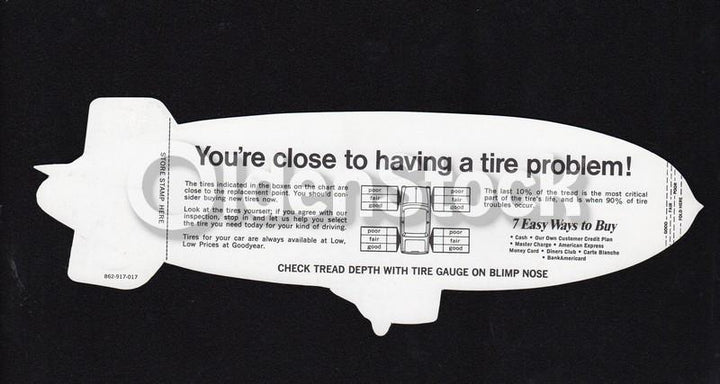 You're close to having a tire problem!
STORE STAMP HERE
The tires indicated in the boxes on the chart are
close to the replacement point. You should con-
sider buying new tires now.
Look at the tires yourself; if you agree with our
inspection, stop in and let us help you select
the tire you need today for your kind of driving.
Tires for your car are always available at Low,
Low Prices at Goodyear.
poor
fair
good
poor
fair
good
poor
fair
good
poor
fair
good
The last 10% of the tread is the most critical
part of the tire's life, and is when 90% of tire
troubles occur.
7 Easy Ways to Buy
• Cash • Our Own Customer Credit Plan
• Master Charge • American Express
Money Card • Diners Club • Carte Blanche
• BankAmericard
GOOD
FAIR
POOR
FOLD HERE
CHECK TREAD DEPTH WITH TIRE GAUGE ON BLIMP NOSE
862-917-017